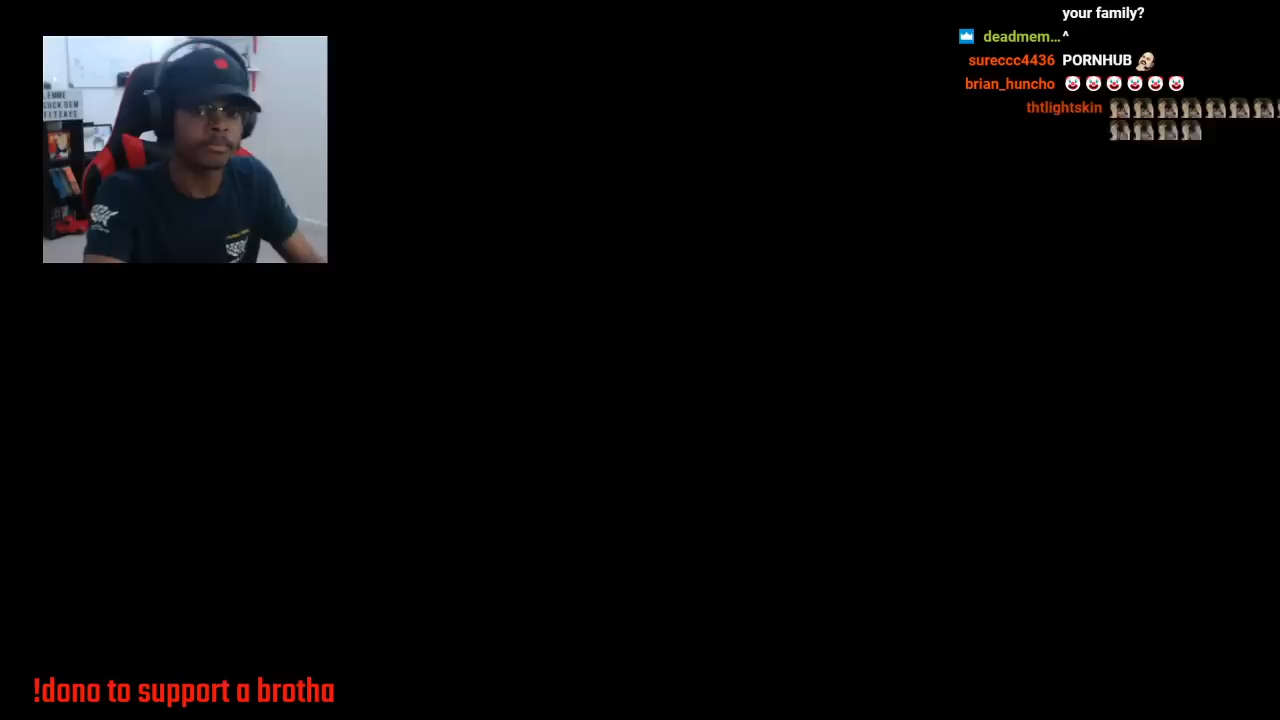 your family?
deadmem… ^
sureccc4436 PORNHUB
brian_huncho
thtlightskin
!dono to support a brotha